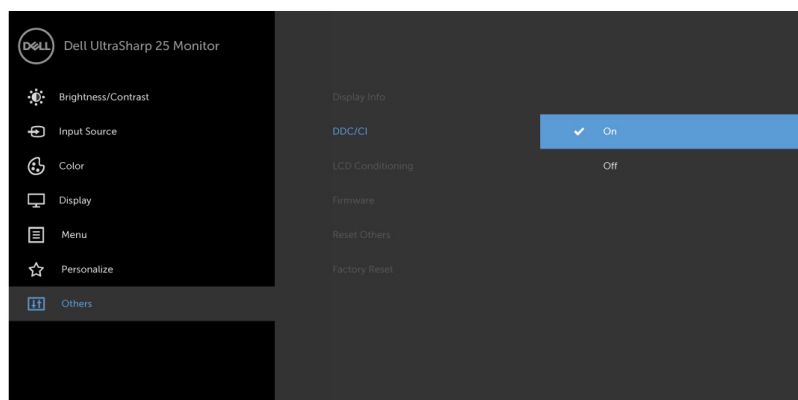 DELL Dell UltraSharp 25 Monitor
Brightness/Contrast
Input Source
Color
Display
Menu
Personalize
Others
Display Info
DDC/CI
LCD Conditioning
Firmware
Reset Others
Factory Reset
On
Off